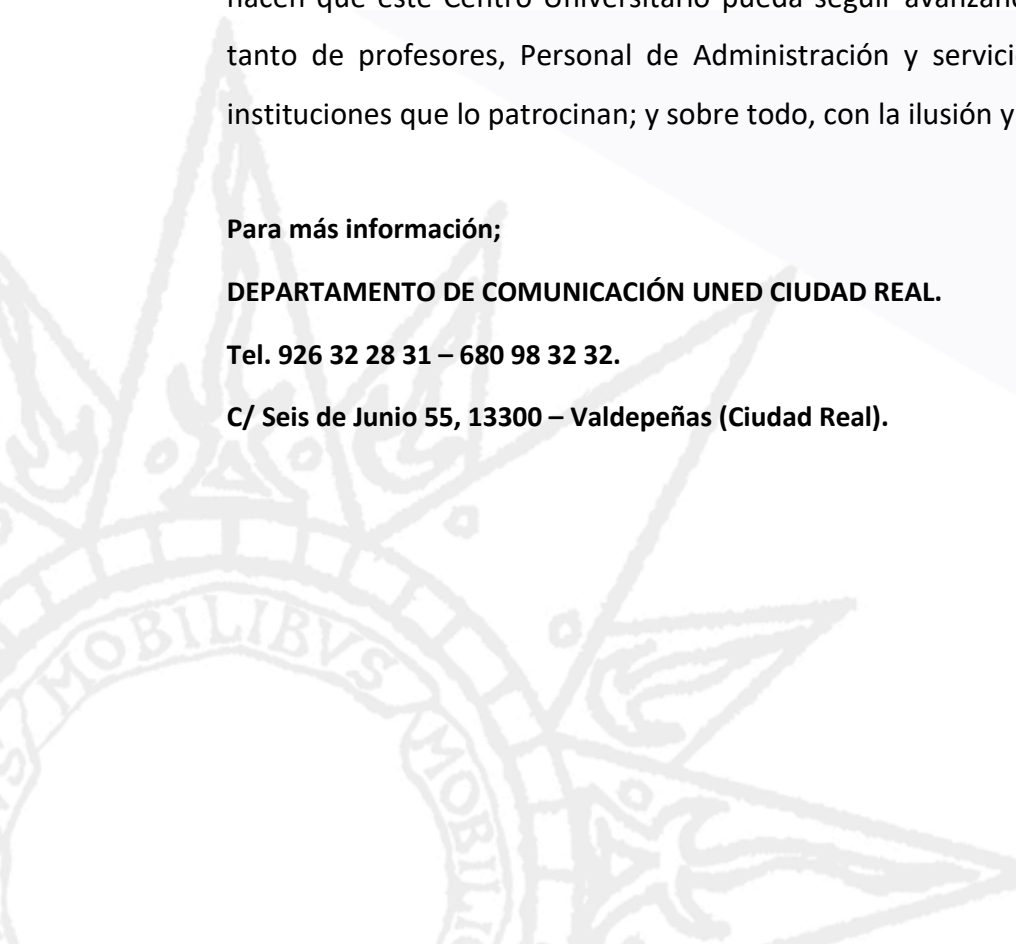 hacen que este Centro Universitario pueda seguir
tanto de profesores, Personal de Administración y
instituciones que lo patrocinan; y sobre todo, con la ilusión y
Para más información;
DEPARTAMENTO DE COMUNICACIÓN UNED CIUDAD REAL.
Tel. 926 32 28 31 – 680 98 32 32.
C/ Seis de Junio 55, 13300 – Valdepeñas (Ciudad Real).
MOBILIBVS